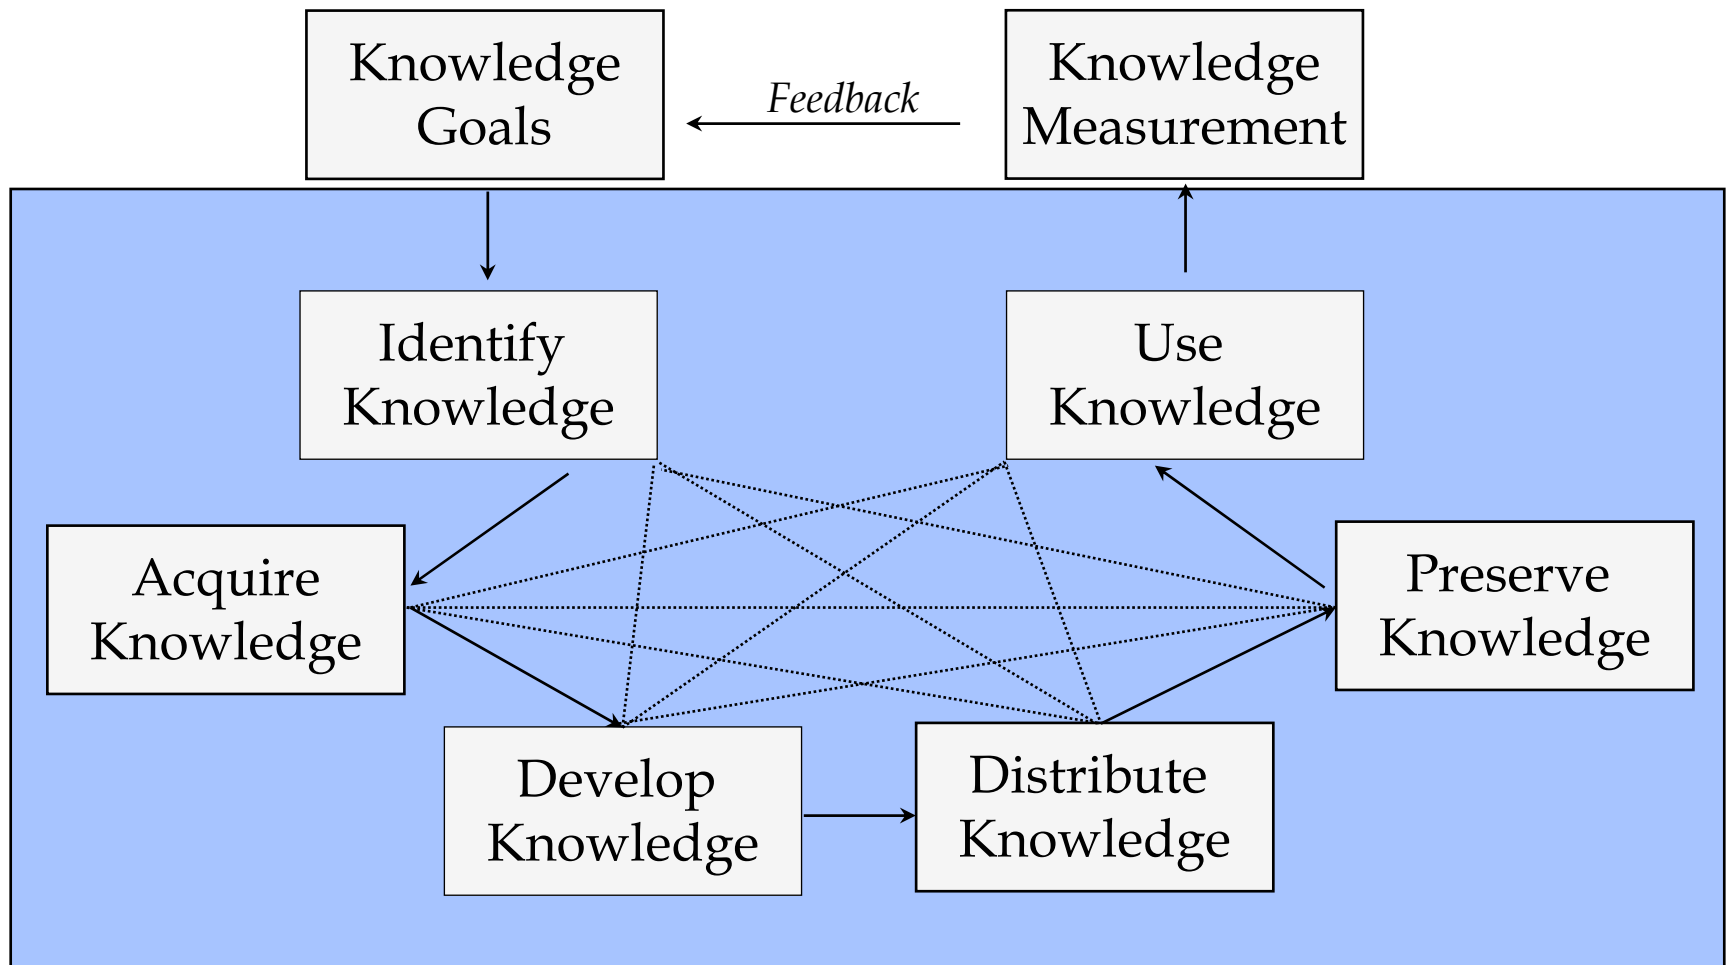 Knowledge
Goals
Feedback
Knowledge
Measurement
Identify
Knowledge
Use
Knowledge
Acquire
Knowledge
Preserve
Knowledge
Develop
Knowledge
Distribute
Knowledge